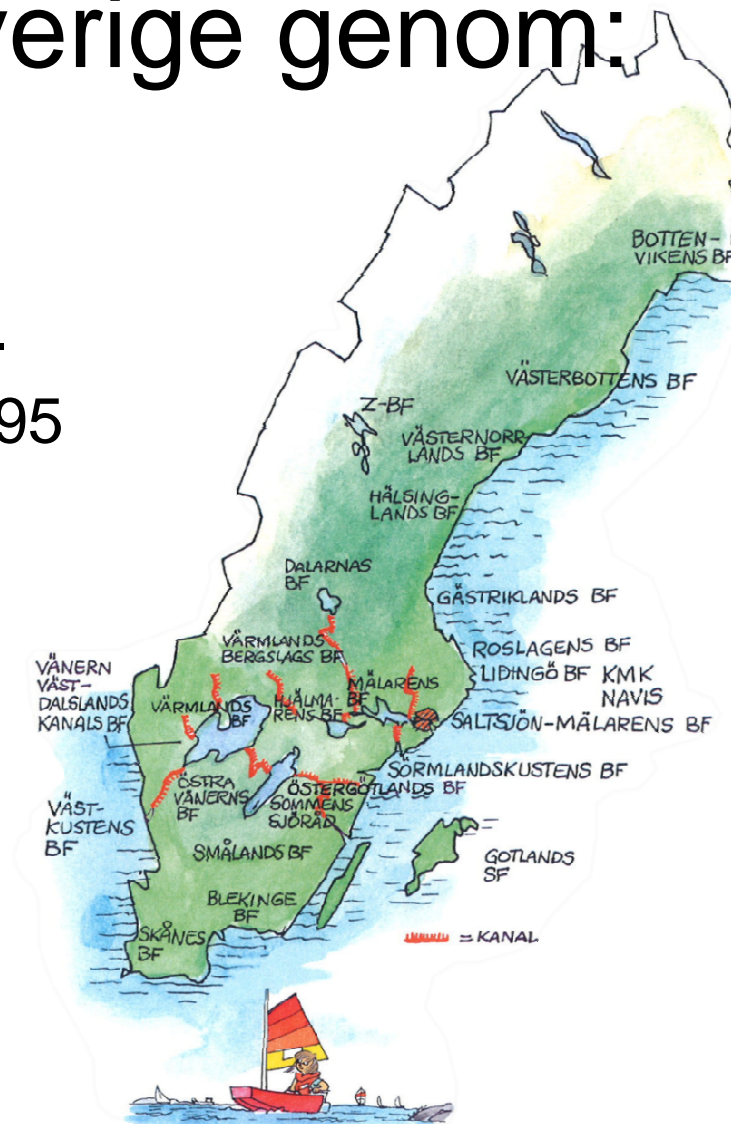 verige genom:
95
BOTTEN-
VIKENS BF
VÄSTERBOTTENS BF
Z-BF
VÄSTERNORR-
LANDS BF
HÄLSING-
LANDS BF
DALARNAS
BF
GÄSTRIKLANDS BF
VÄRMLANDS
BERGSLAGS BF
ROSLAGENS BF
LIDINGÖ BF KMK
NAVIS
VÄNERN
VÄST-
DALSLANDS
KANALS BF
VÄRMLANDS
BF
HJÄLMA-
RENS BF
MÄLARENS
BF
SALTSJÖN-MÄLARENS BF
SÖRMLANDSKUSTENS BF
ÖSTRA
VÄNERNS
BF
ÖSTERGÖTLANDS BF
SOMMENS
SJÖRÅD
VÄST-
KUSTENS
BF
SMÅLANDS BF
GOTLANDS
SF
BLEKINGE
BF
SKÅNES
BF
= KANAL